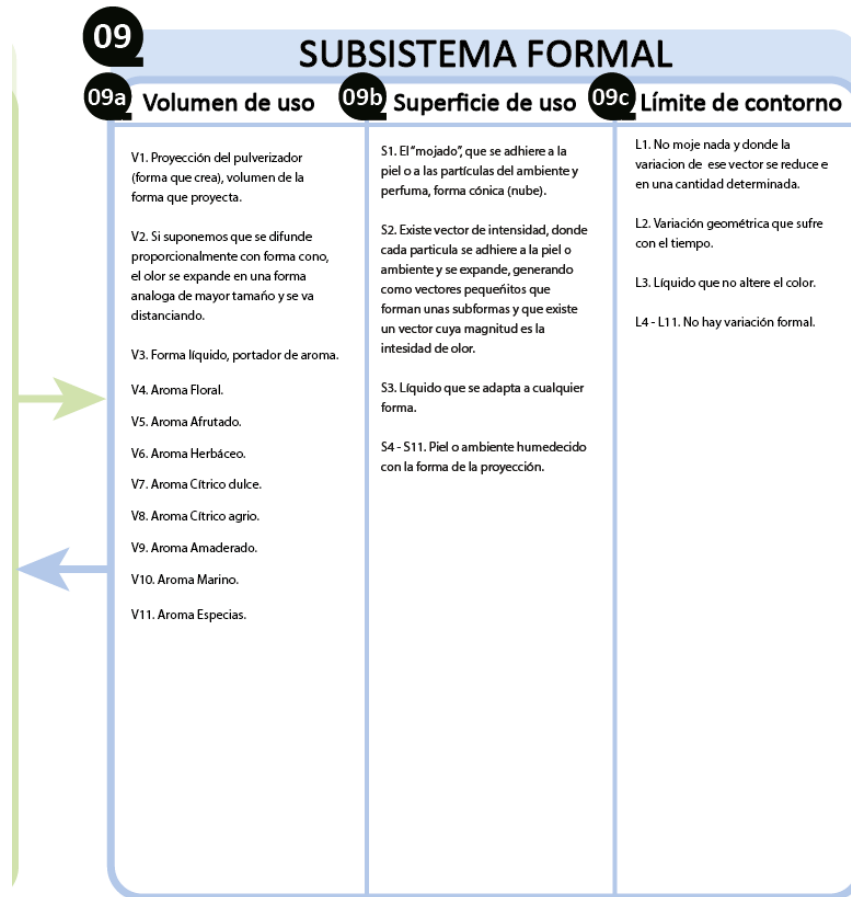 09
SUBSISTEMA FORMAL
09a Volumen de uso
V1. Proyección del pulverizador
(forma que crea), volumen de la
forma que proyecta.
V2. Si suponemos que se difunde
proporcionalmente con forma cono,
el olor se expande en una forma
analoga de mayor tamaño y se va
distanciando.
V3. Forma líquido, portador de aroma.
V4. Aroma Floral.
V5. Aroma Afrutado.
V6. Aroma Herbáceo.
V7. Aroma Cítrico dulce.
V8. Aroma Cítrico agrio.
V9. Aroma Amaderado.
V10. Aroma Marino.
V11. Aroma Especias.
09b Superficie de uso
S1. El "mojado", que se adhiere a la
piel o a las partículas del ambiente y
perfuma, forma cónica (nube).
S2. Existe vector de intensidad, donde
cada particula se adhiere a la piel o
ambiente y se expande, generando
como vectores pequeñitos que
forman unas subformas y que existe
un vector cuya magnitud es la
intesidad de olor.
S3. Líquido que se adapta a cualquier
forma.
S4 - S11. Piel o ambiente humedecido
con la forma de la proyección.
09c Límite de contorno
L1. No moje nada y donde la
variacion de ese vector se reduce e
en una cantidad determinada.
L2. Variación geométrica que sufre
con el tiempo.
L3. Líquido que no altere el color.
L4 - L11. No hay variación formal.